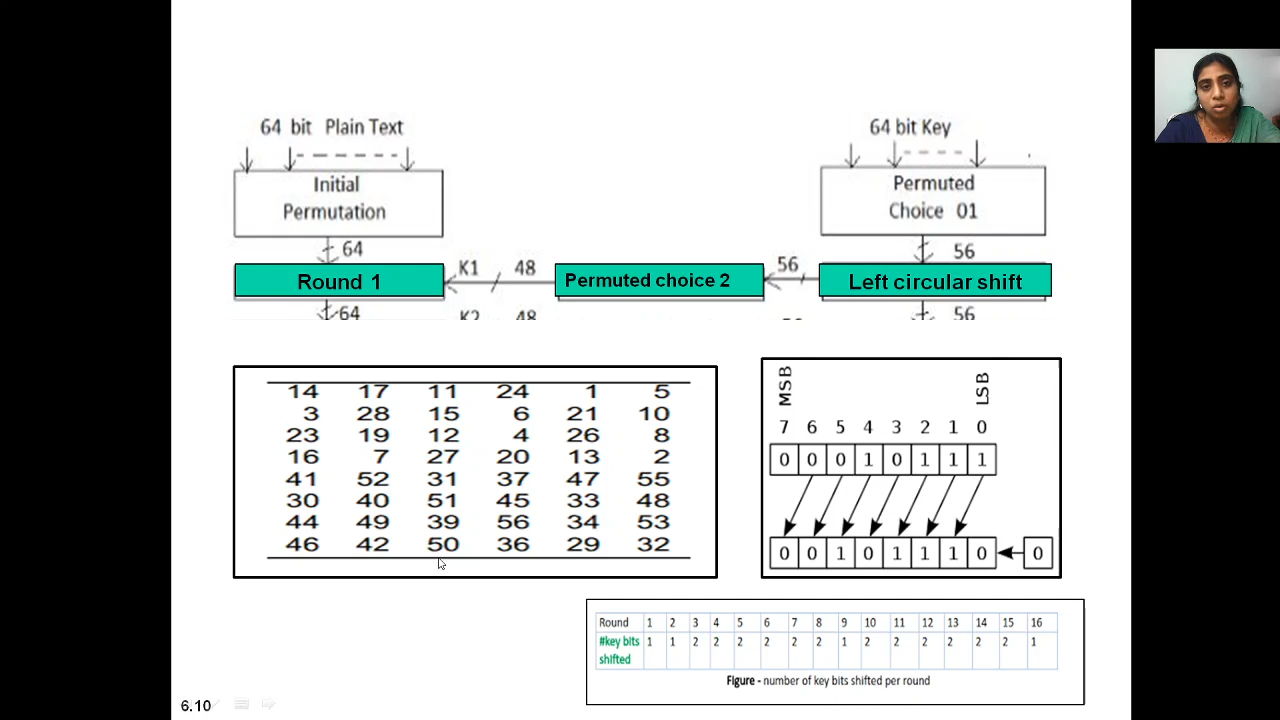 64 bit Plain Text
64 bit Key
Initial
Permutation
Permuted
Choice 01
64
56
Round 1
K1
48
Permuted choice 2
56
Left circular shift
64
K2
48
56
14 17 11 24 1 5
3 28 15 6 21 10
23 19 12 4 26 8
16 7 27 20 13 2
41 52 31 37 47 55
30 40 51 45 33 48
44 49 39 56 34 53
46 42 50 36 29 32
MSB
LSB
7 6 5 4 3 2 1 0
0 0 0 1 0 1 1 1
0 0 1 0 1 1 1 0 0
Round 1 2 3 4 5 6 7 8 9 10 11 12 13 14 15 16
#key bits 1 1 2 2 2 2 2 2 1 2 2 2 2 2 2 1
shifted
Figure - number of key bits shifted per round
6.10